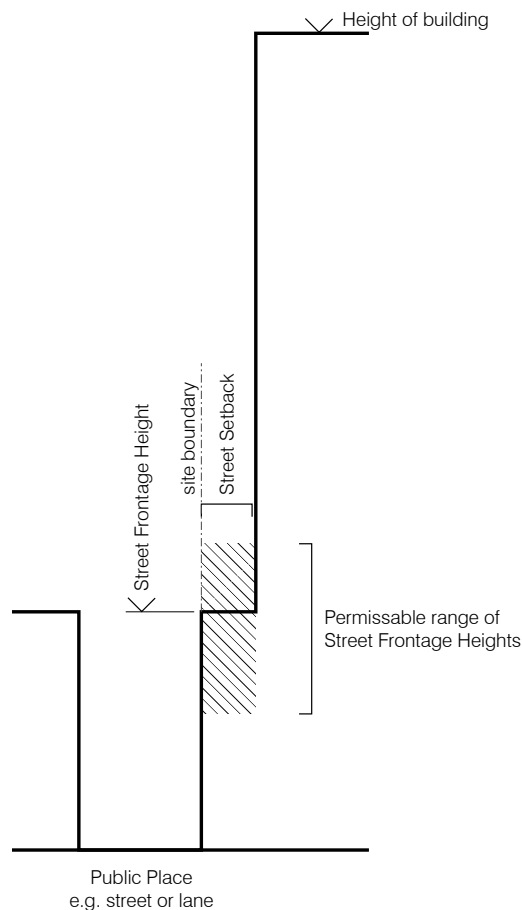 Height of building
Street Frontage Height
site boundary
Street Setback
Permissable range of
Street Frontage Heights
Public Place
e.g. street or lane